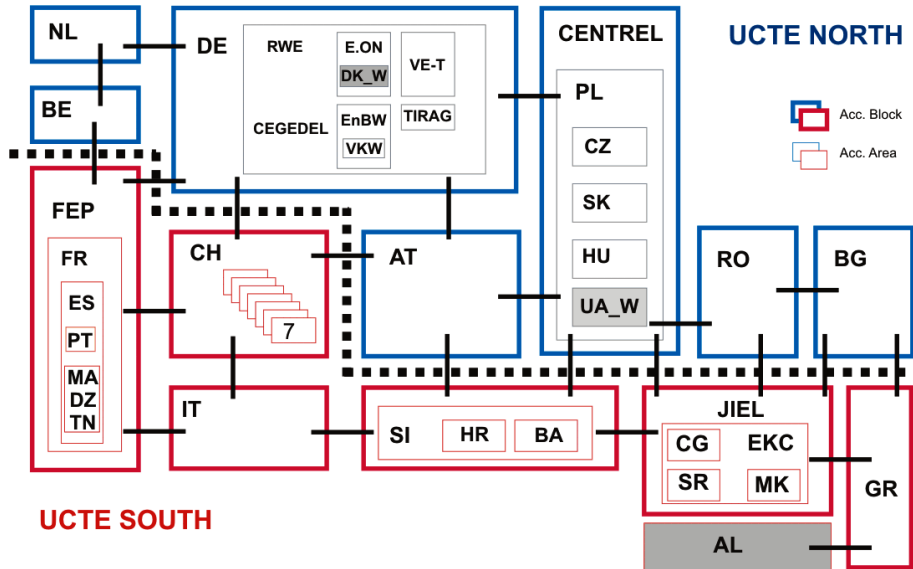 NL
DE
RWE
E.ON
DK_W
VE-T
CEGEDEL
EnBW
VKW
TIRAG
CENTREL
UCTE NORTH
PL
CZ
SK
HU
UA_W
Acc. Block
Acc. Area
BE
FEP
FR
ES
PT
MA
DZ
TN
CH
7
AT
RO
BG
IT
SI
HR
BA
JIEL
CG
EKC
SR
MK
GR
UCTE SOUTH
AL